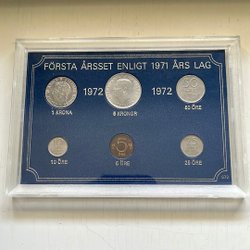 FÖRSTA ÅRSSET ENLIGT 1971 ÅRS LAG
1972 1972
1 KRONA 5 KRONOR 50 ÖRE
10 ÖRE 5 ÖRE 25 ÖRE